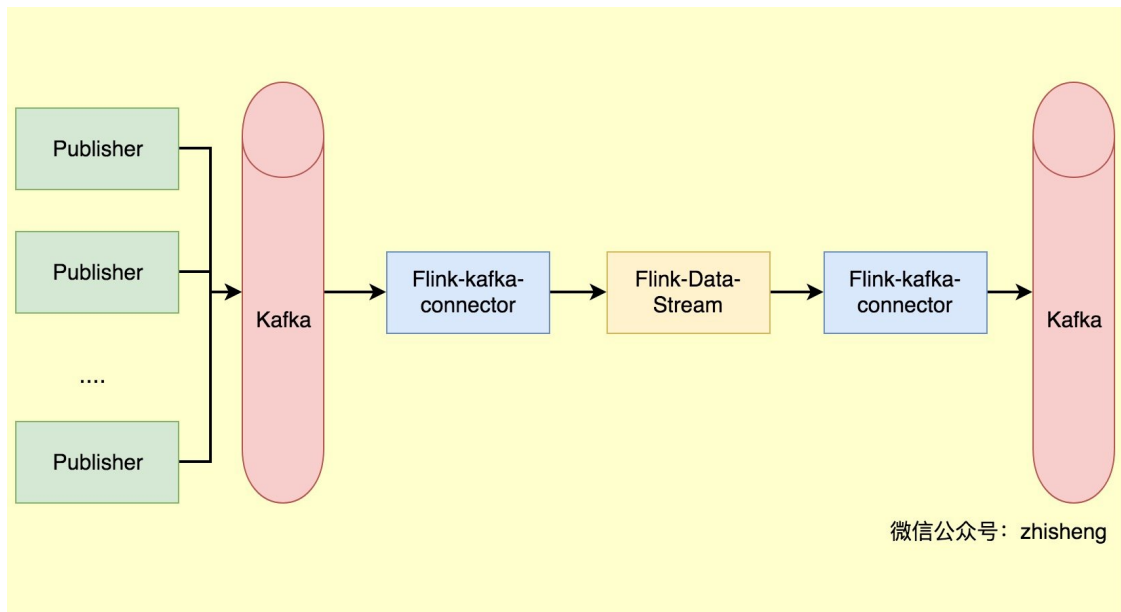 Publisher
Publisher
....
Publisher
Kafka
Flink-kafka-
connector
Flink-Data-
Stream
Flink-kafka-
connector
Kafka
微信公众号：zhisheng